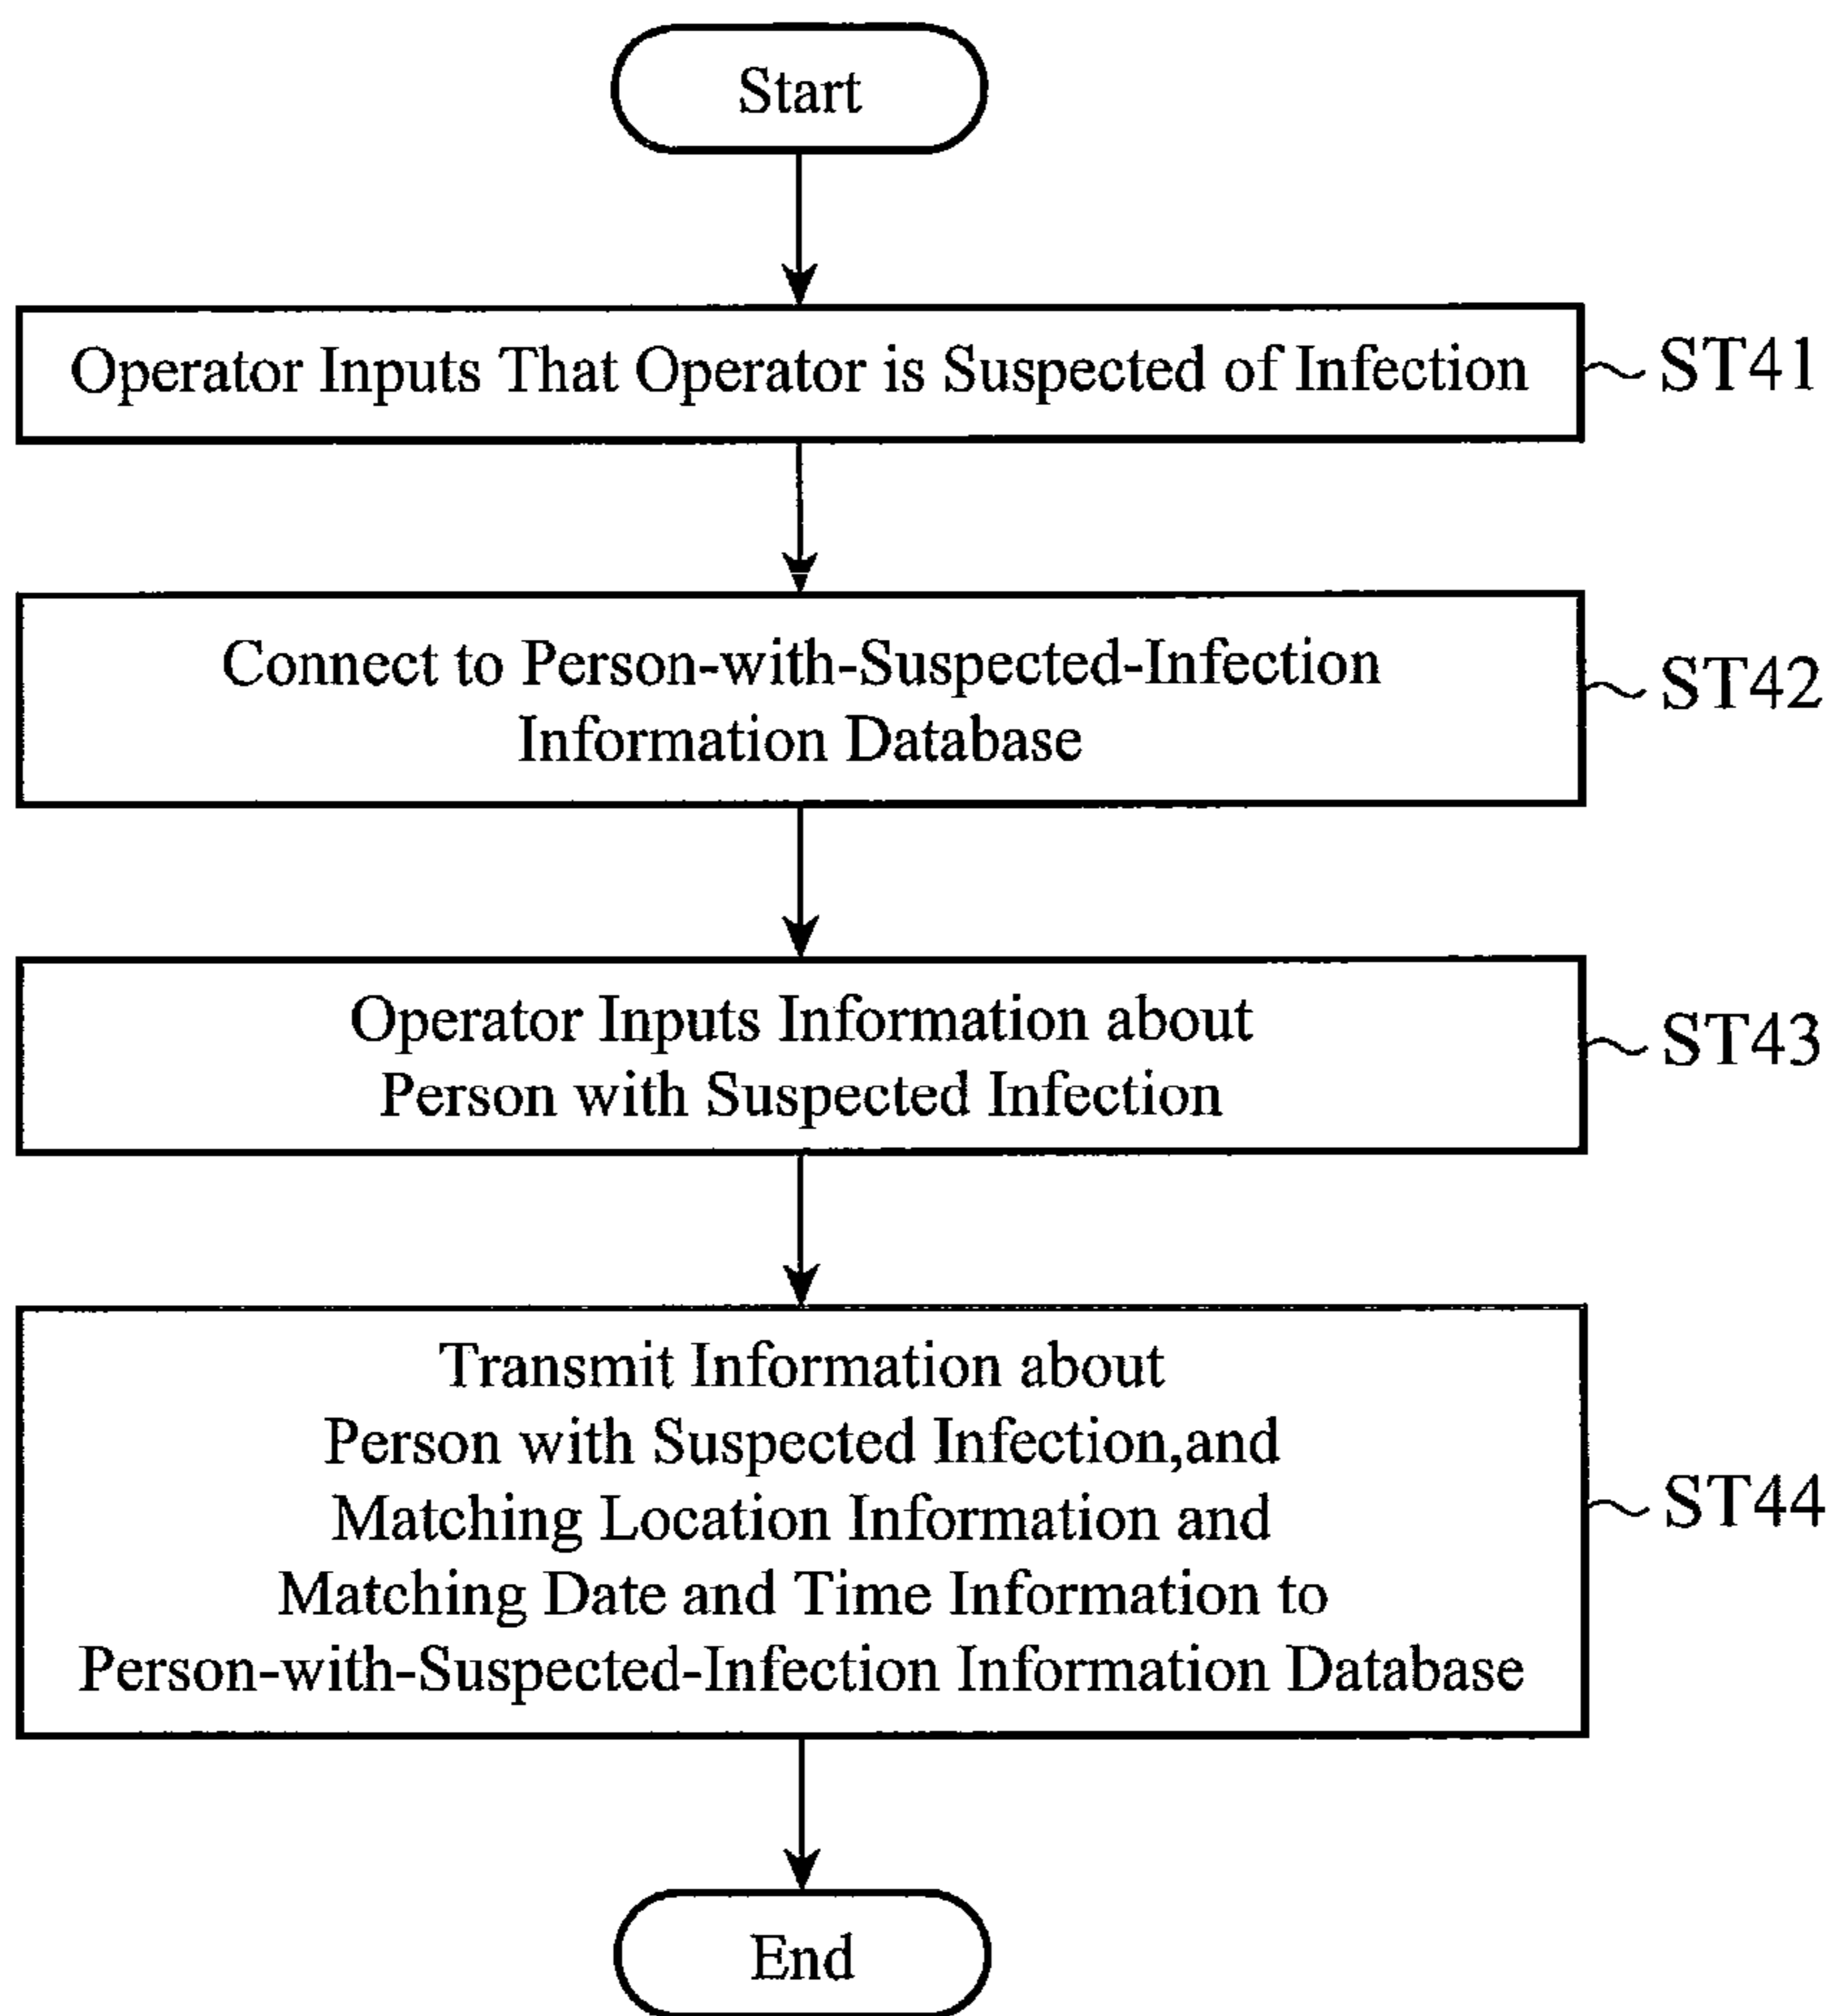 Start
Operator Inputs That Operator is Suspected of Infection
ST41
Connect to Person-with-Suspected-Infection
Information Database
ST42
Operator Inputs Information about
Person with Suspected Infection
ST43
Transmit Information about
Person with Suspected Infection,and
Matching Location Information and
Matching Date and Time Information to
Person-with-Suspected-Infection Information Database
ST44
End